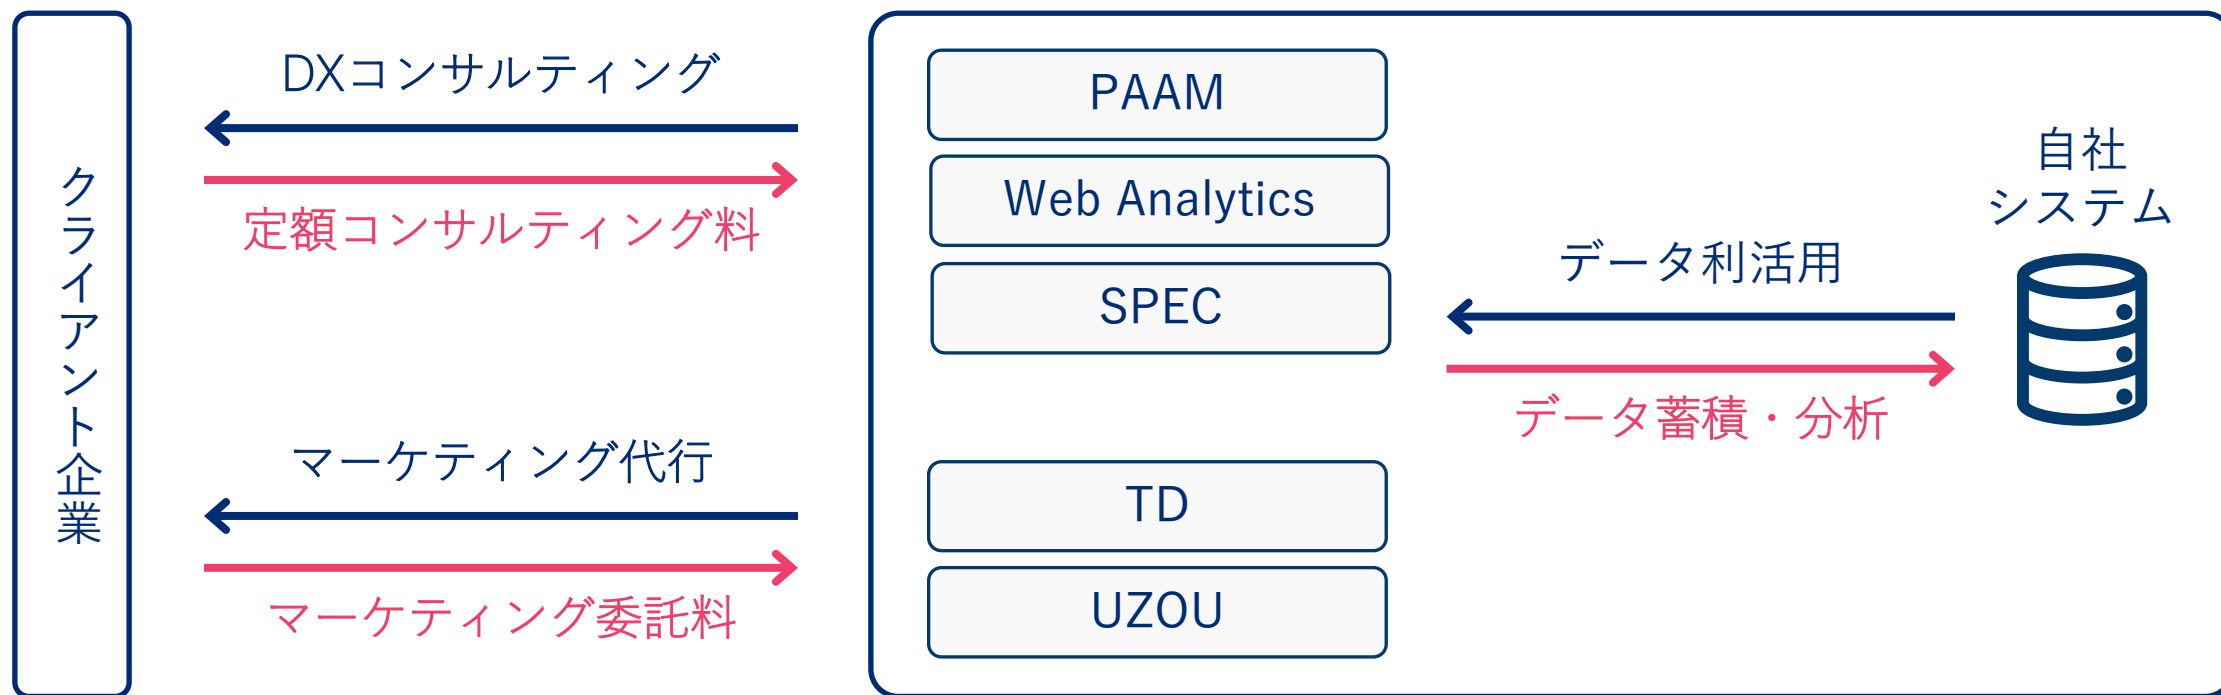 クライアント企業
DXコンサルティング
定額コンサルティング料
マーケティング代行
マーケティング委託料
PAAM
Web Analytics
SPEC
TD
UZOU
データ利活用
データ蓄積・分析
自社
システム